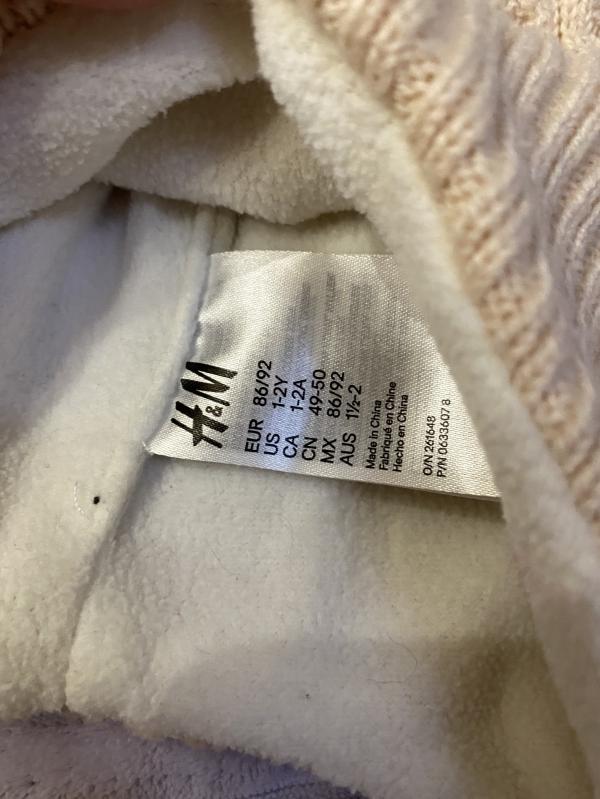 H&M
EUR 86/92
US 1-2Y
CA 1-2A
CN 49-50
MX 86/92
AUS 1½-2
Made in China
Fabriqué en Chine
Hecho en China
O/N 261648
P/N 0633607 8